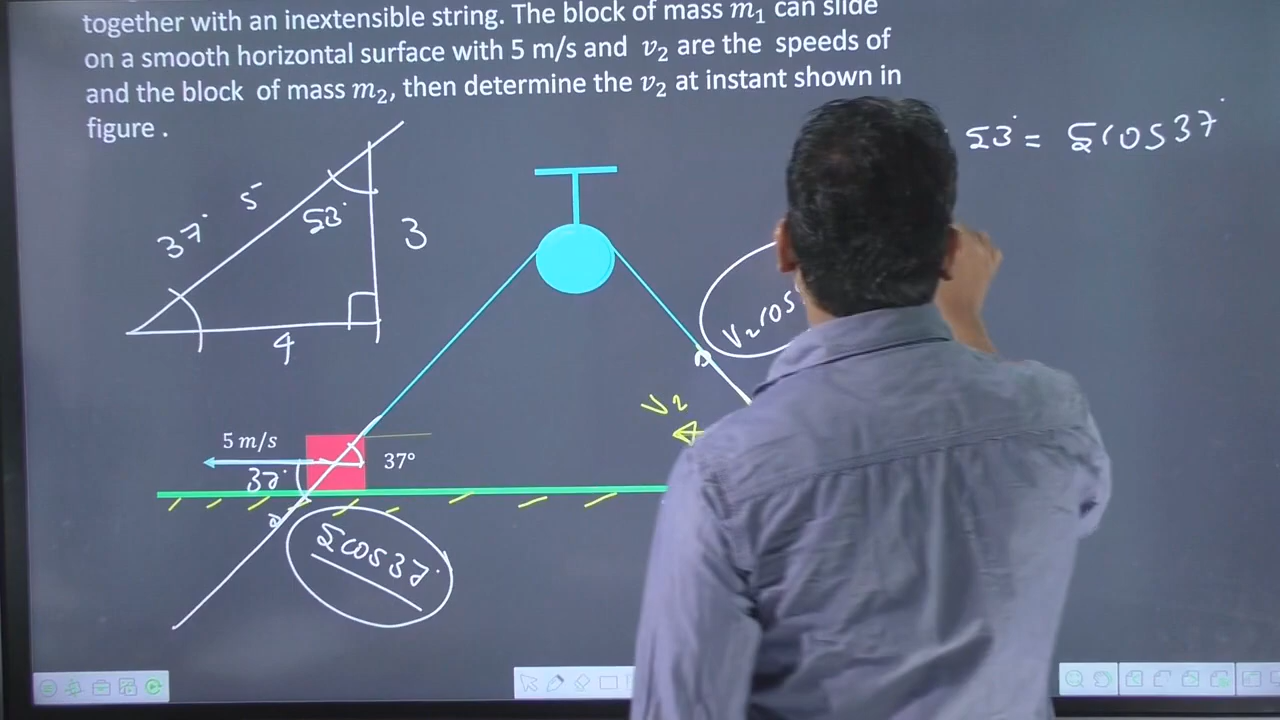 together with an inextensible string. The block of mass m₁ can slide
on a smooth horizontal surface with 5 m/s and v₂ are the speeds of
and the block of mass m₂, then determine the v₂ at instant shown in
figure .
53° = 5cos37°
37°
5
53°
3
4
v₂cos
V₂
5 m/s
37°
37°
5cos37°